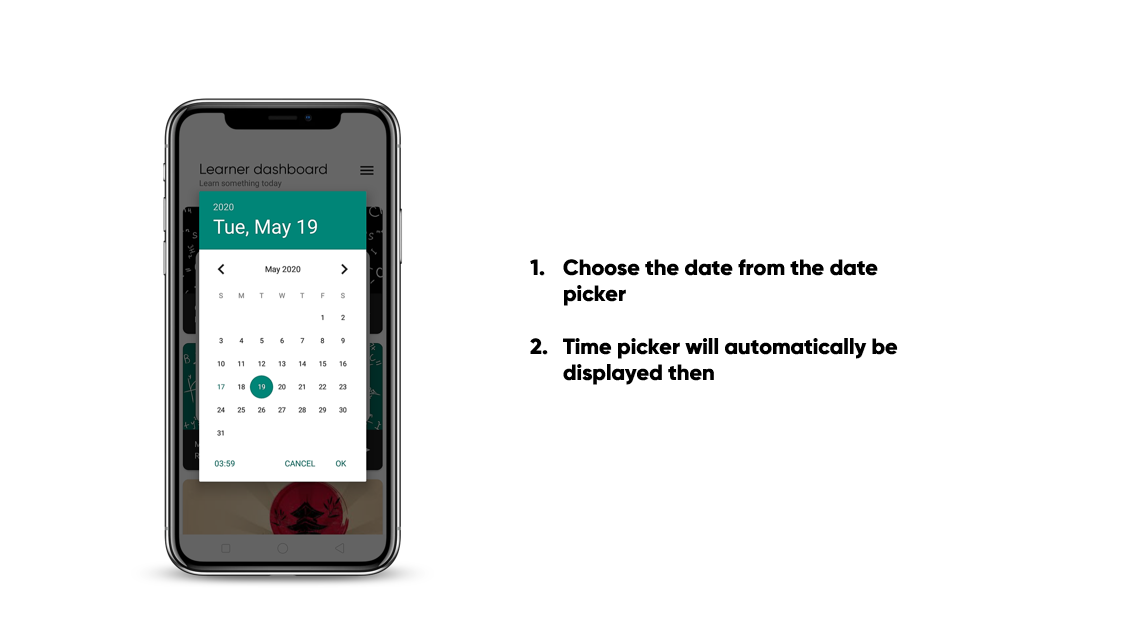 Learner dashboard
Learn something today
2020
Tue, May 19
May 2020
S M T W T F S
1 2
3 4 5 6 7 8 9
10 11 12 13 14 15 16
17 18 19 20 21 22 23
24 25 26 27 28 29 30
31
03:59 CANCEL OK
1. Choose the date from the date
picker
2. Time picker will automatically be
displayed then